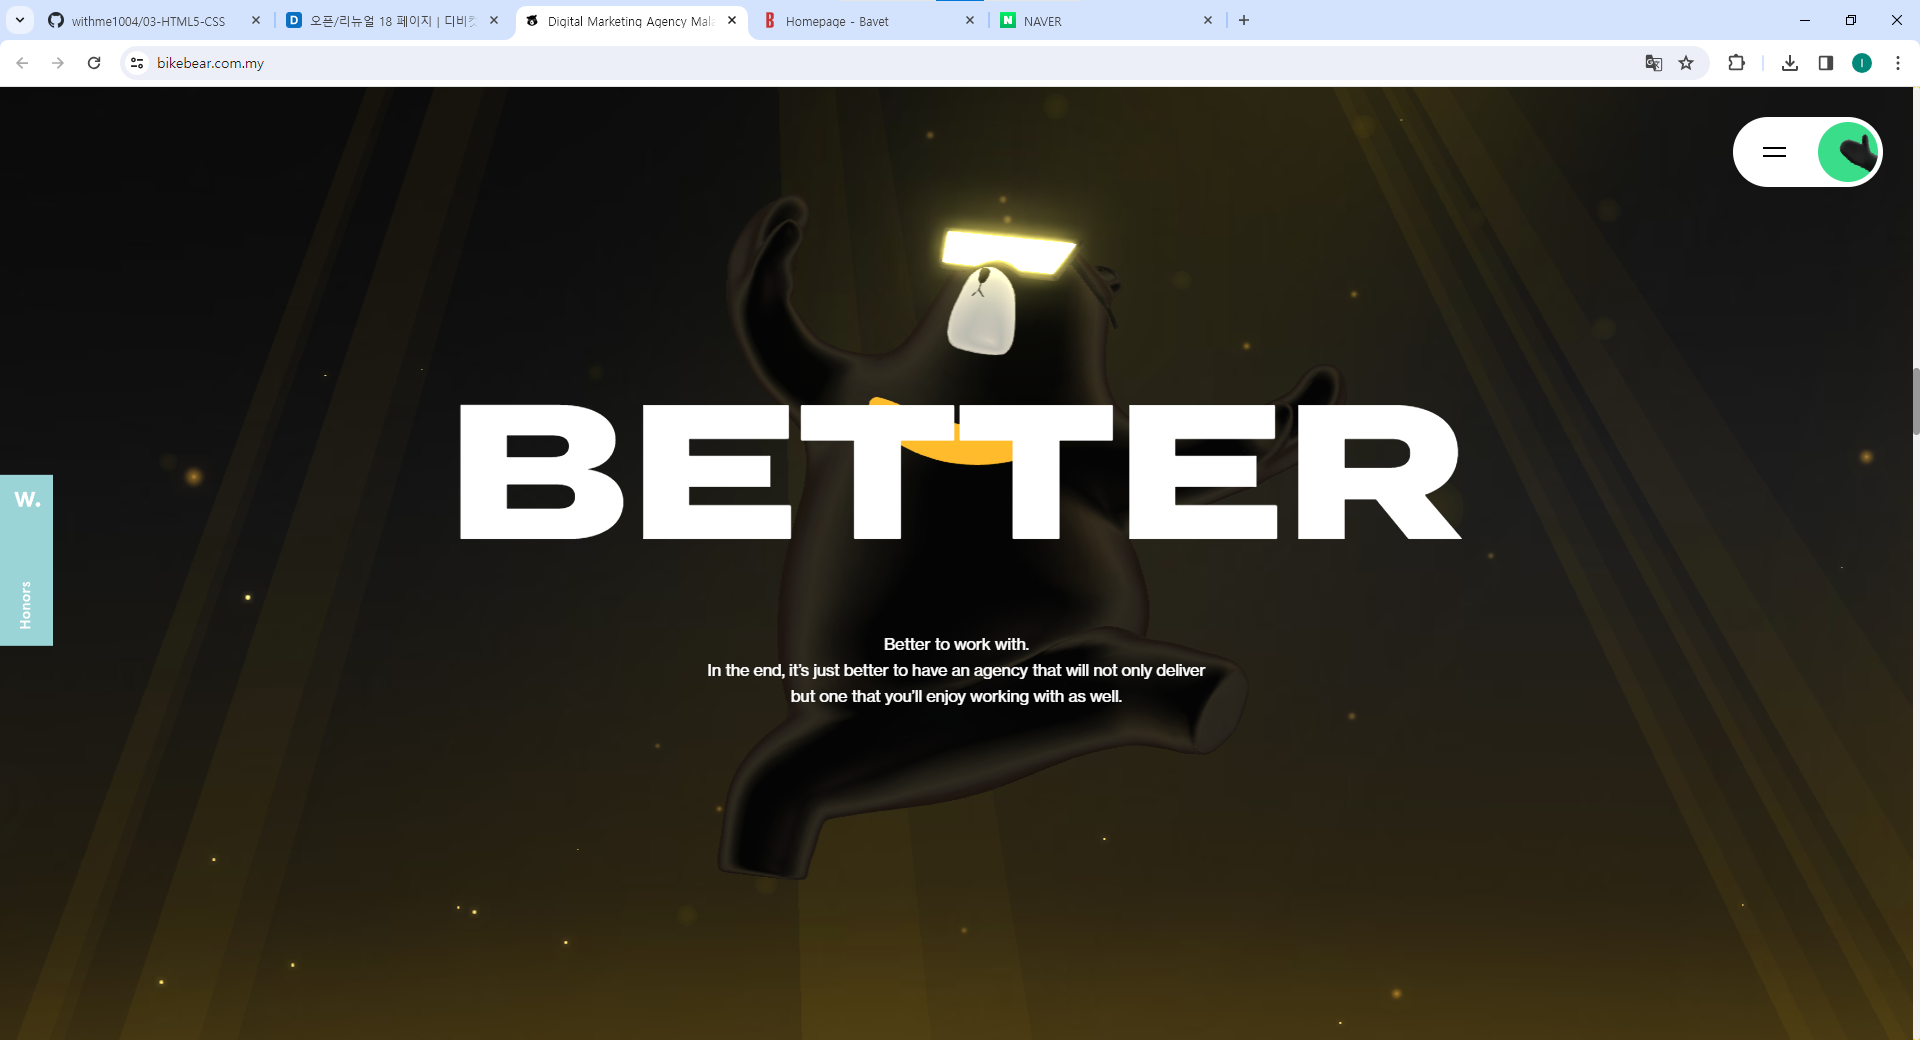 withme1004/03-HTML5-CSS
오픈/리뉴얼 18 페이지 | 디비컷
Digital Marketing Agency Mala
Homepage - Bavet
NAVER
bikebear.com.my
I
BETTER
W.
Honors
Better to work with.
In the end, it's just better to have an agency that will not only deliver
but one that you'll enjoy working with as well.